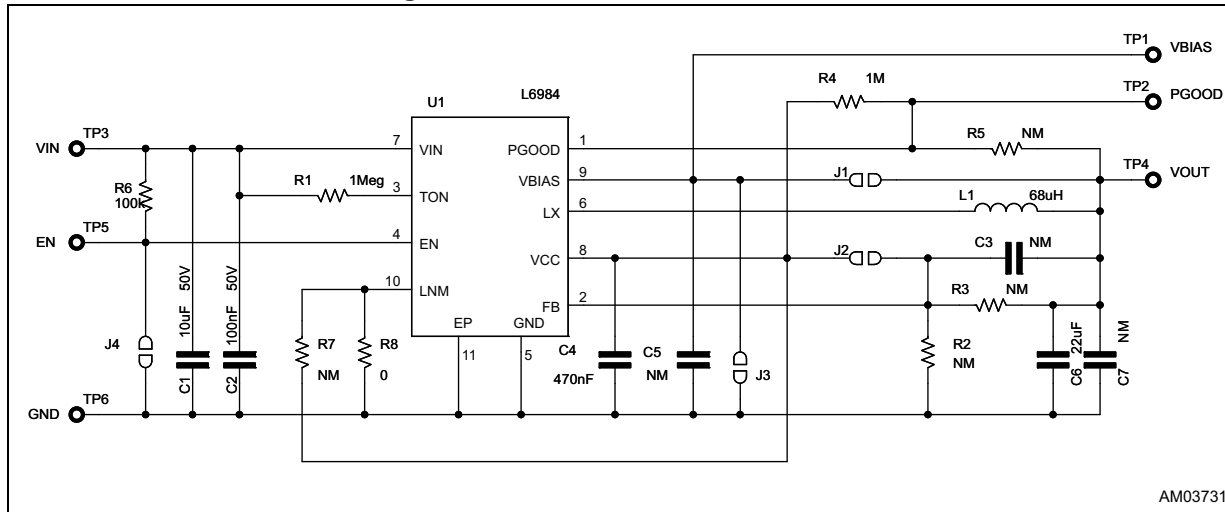 TP1
VBIAS
R4 1M
TP2
PGOOD
L6984
U1
TP3
VIN
7 VIN
PGOOD 1
R5 NM
R6
100k
R1 1Meg
3 TON
VBIAS 9
J1
TP4
VOUT
LX 6
L1 68uH
TP5
EN
4 EN
VCC 8
J2
C3 NM
10 LNM
FB 2
R3 NM
EP
GND
11
5
J4
10uF 50V
C1
100nF 50V
C2
R7
NM
R8
0
C4
470nF
C5
NM
J3
R2
NM
22uF
C6
NM
C7
TP6
GND
AM03731